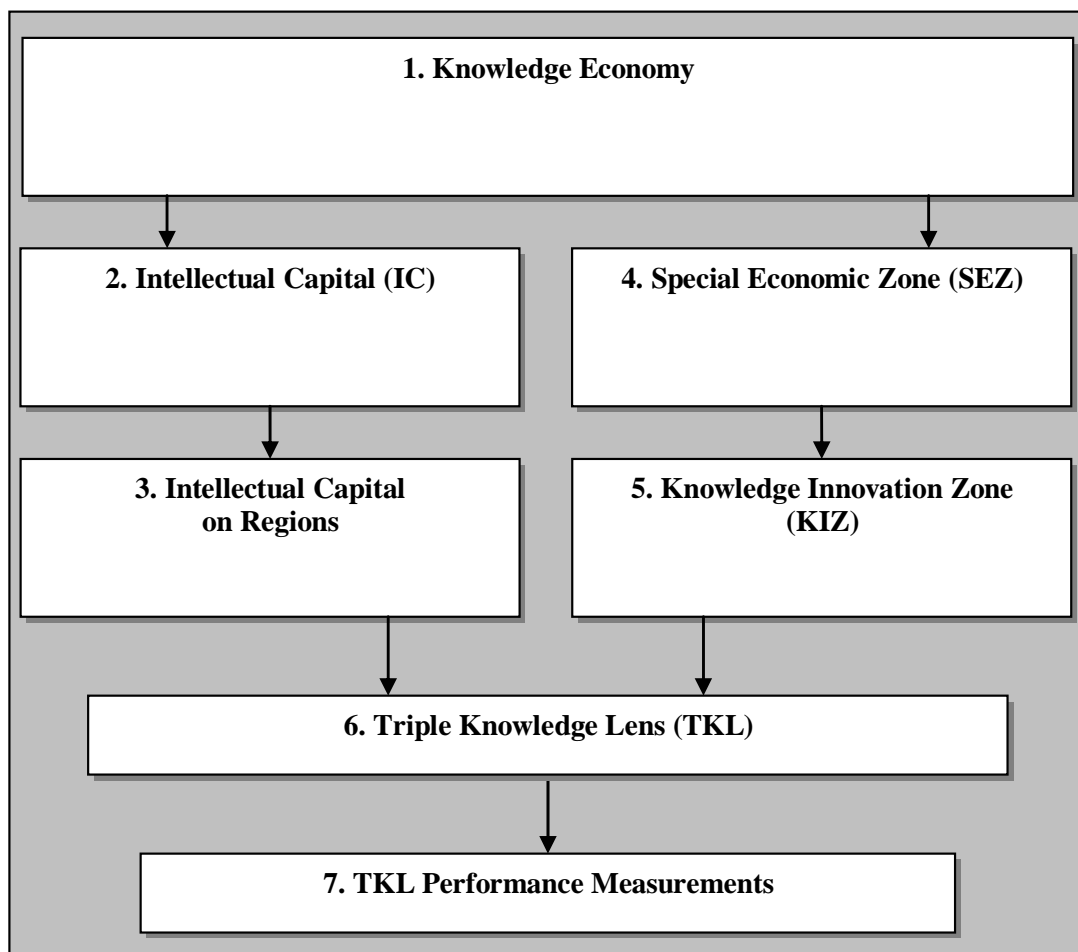 1. Knowledge Economy
2. Intellectual Capital (IC)
4. Special Economic Zone (SEZ)
3. Intellectual Capital
on Regions
5. Knowledge Innovation Zone
(KIZ)
6. Triple Knowledge Lens (TKL)
7. TKL Performance Measurements